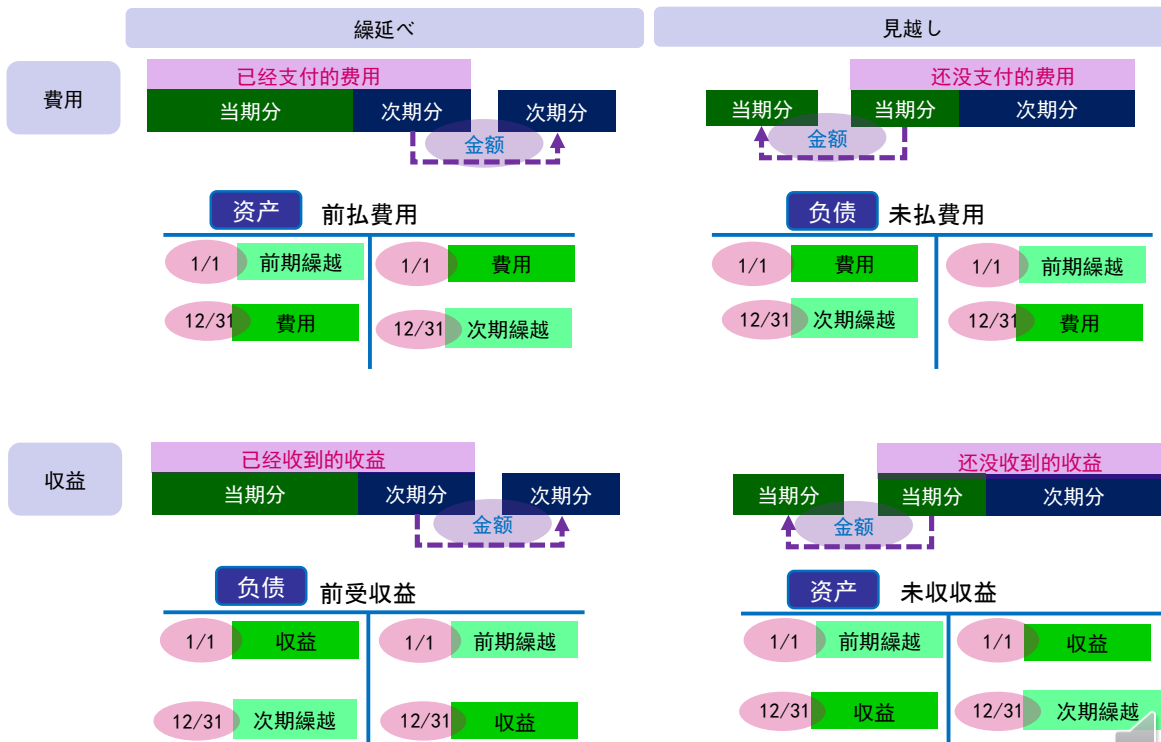 繰延べ
見越し
費用
已经支付的费用
当期分 次期分 次期分
金额
还没支付的费用
当期分 当期分 次期分
金额
资产 前払費用
1/1 前期繰越 1/1 費用
12/31 費用 12/31 次期繰越
负债 未払費用
1/1 費用 1/1 前期繰越
12/31 次期繰越 12/31 費用
収益
已经收到的收益
当期分 次期分 次期分
金额
还没收到的收益
当期分 当期分 次期分
金额
负债 前受収益
1/1 収益 1/1 前期繰越
12/31 次期繰越 12/31 収益
资产 未収収益
1/1 前期繰越 1/1 収益
12/31 収益 12/31 次期繰越